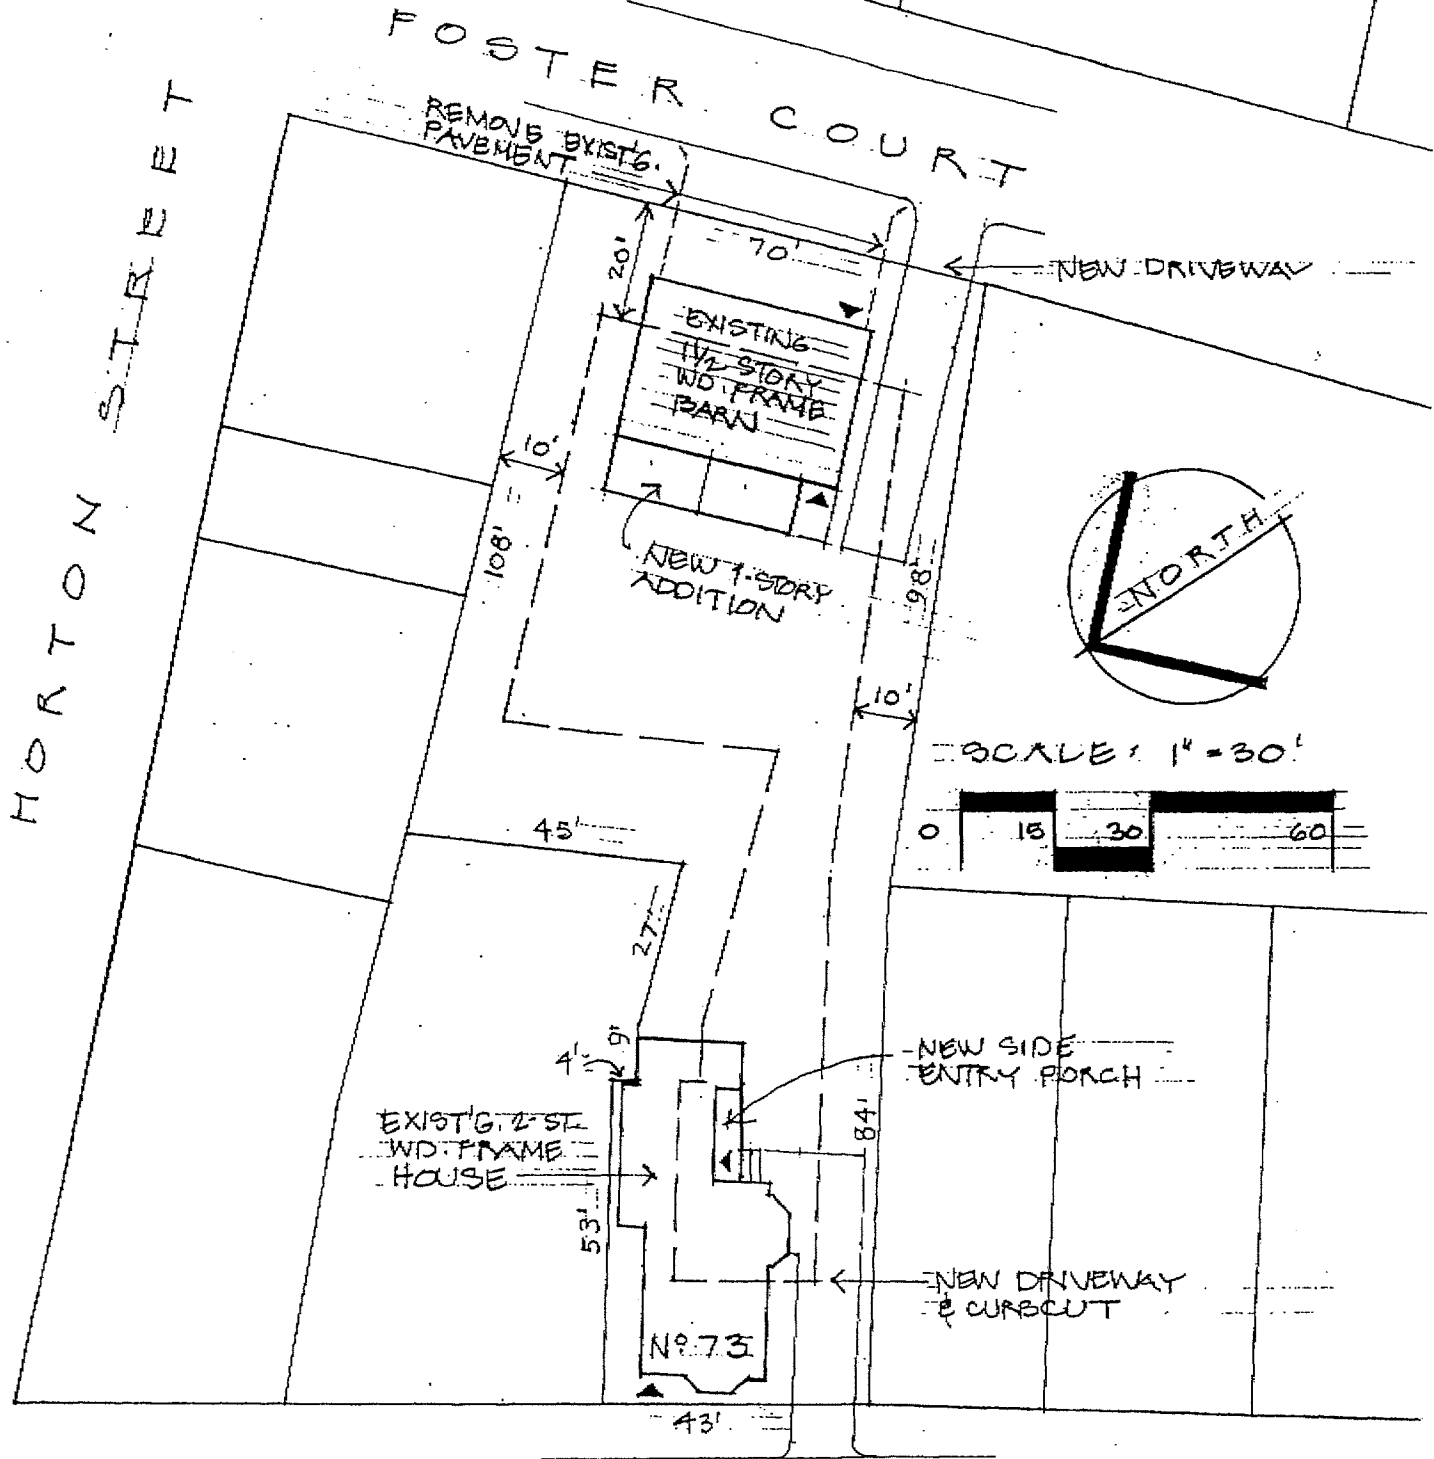 FOSTER COURT
HORTON STREET
REMOVE EXIST'G.
PAVEMENT
70'
20'
NEW DRIVEWAY
EXISTING
1 1/2 STORY
WD. FRAME
BARN
10'
108'
NEW 1-STORY
ADDITION
98'
NORTH
10'
SCALE: 1" = 30'
0 15 30 60
45'
27'
9'
4'
NEW SIDE
ENTRY PORCH
EXIST'G. 2-ST.
WD. FRAME
HOUSE
84'
53'
NEW DRIVEWAY
& CURBCUT
Nº 73
43'